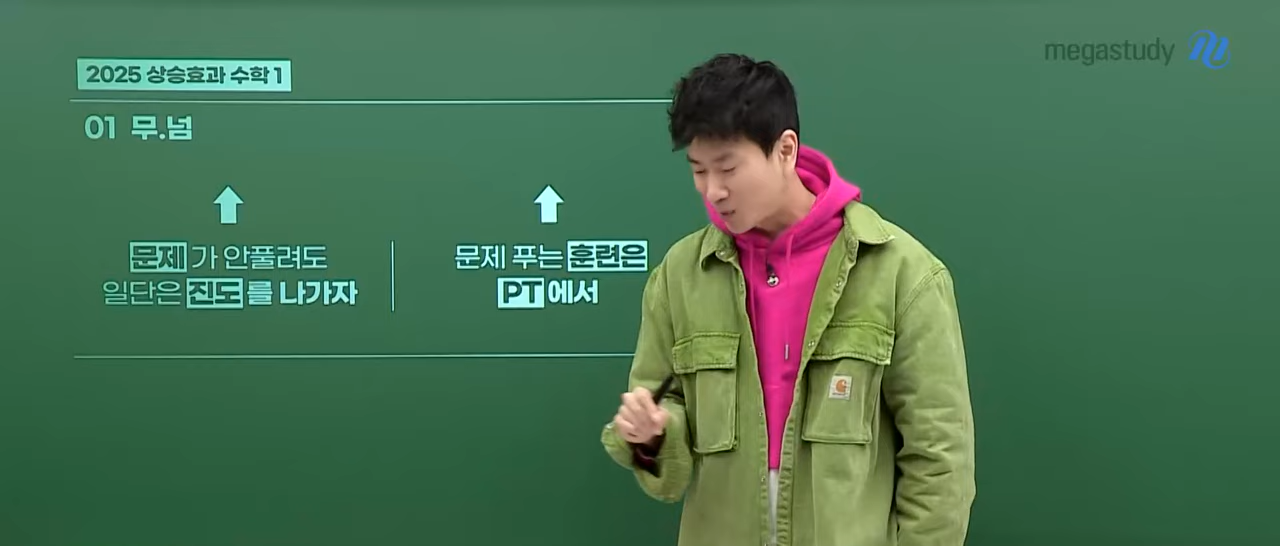 megastudy
2025 상승효과 수학 1
01 무.넘
문제가 안풀려도
일단은 진도를 나가자
문제 푸는 훈련은
PT에서